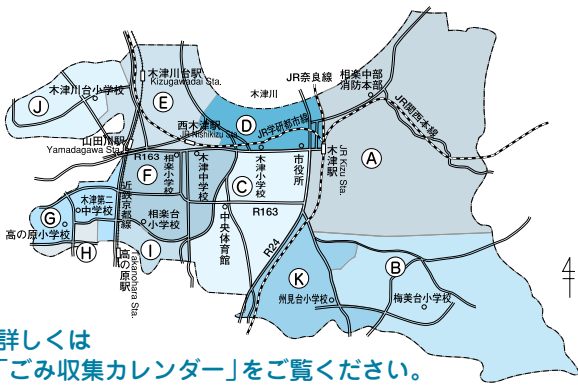 木津川台駅
Kizugawadai Sta.
木津川
JR奈良線
相楽中部
消防本部
木津川台小学校
J
E
西木津駅
JR Nishikizu Sta.
D
JR学研都市線
JR関西本線
山田川駅
Yamadagawa Sta.
R163
F
相楽小学校
木津中学校
木津小学校
市役所
木津駅
JR Kizu Sta.
A
C
木津第二
中学校
近鉄京都線
相楽台
小学校
R163
G
高の原小学校
H
I
高の原駅
Takanohara Sta.
中央体育館
R24
K
州見台小学校
B
梅美台小学校
詳しくは
「ごみ収集カレンダー」をご覧ください。